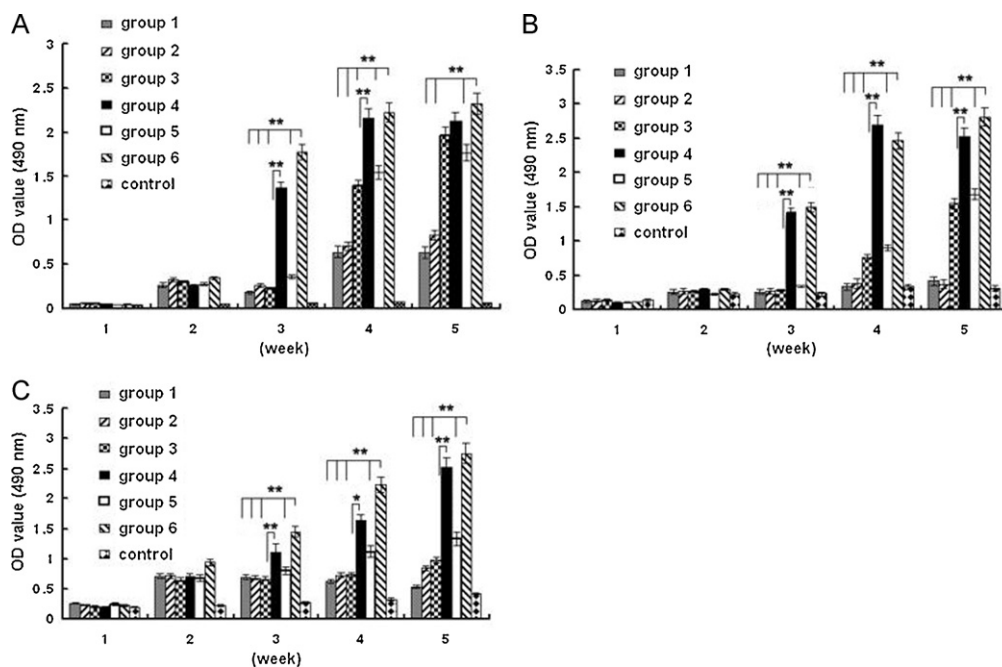 A
group 1
group 2
group 3
group 4
group 5
group 6
control
OD value (490 nm)
3
2.5
2
1.5
1
0.5
0
** ** ** ** **
1 2 3 4 5
(week)
B
group 1
group 2
group 3
group 4
group 5
group 6
control
OD value (490 nm)
3.5
3
2.5
2
1.5
1
0.5
0
** ** ** ** ** **
1 2 3 4 5
(week)
C
group 1
group 2
group 3
group 4
group 5
group 6
control
OD value (490 nm)
3.5
3
2.5
2
1.5
1
0.5
0
** ** ** * ** **
1 2 3 4 5
(week)